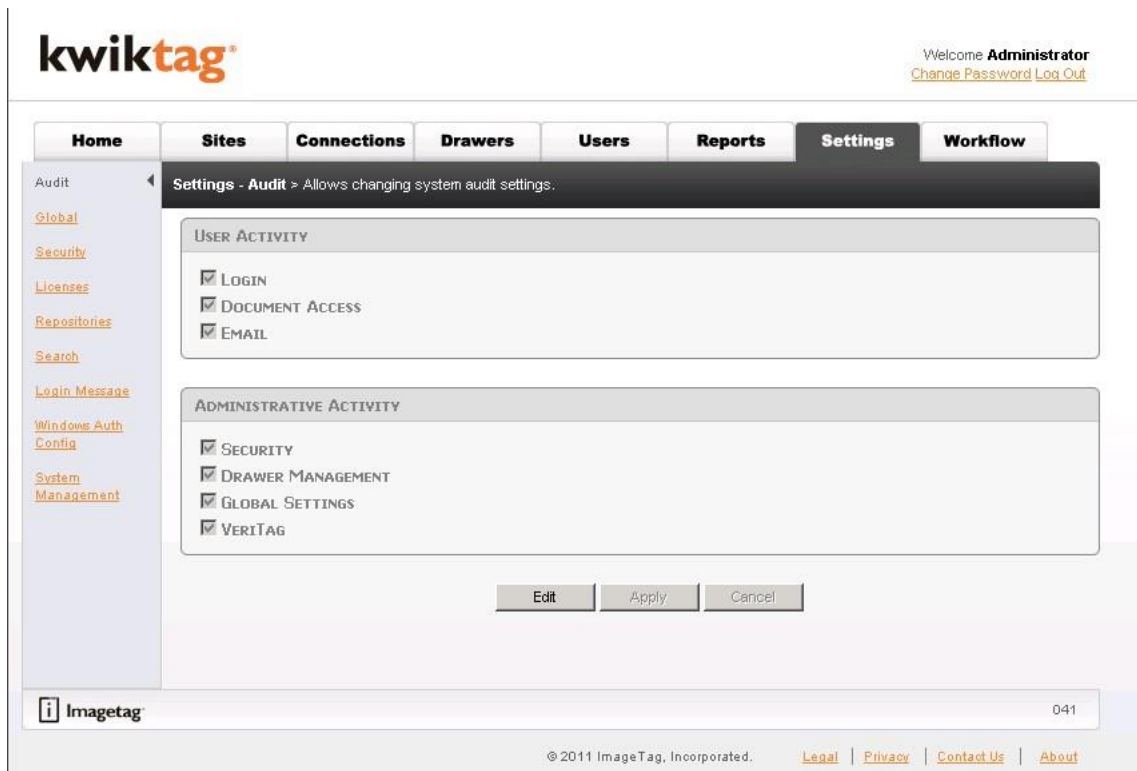 kwiktag®
Welcome Administrator
Change Password Log Out
Home Sites Connections Drawers Users Reports Settings Workflow
Audit
Global
Security
Licenses
Repositories
Search
Login Message
Windows Auth
Config
System
Management
Settings - Audit > Allows changing system audit settings.
USER ACTIVITY
LOGIN
DOCUMENT ACCESS
EMAIL
ADMINISTRATIVE ACTIVITY
SECURITY
DRAWER MANAGEMENT
GLOBAL SETTINGS
VERITAG
Edit Apply Cancel
i Imagetag
041
© 2011 ImageTag, Incorporated. Legal | Privacy | Contact Us | About